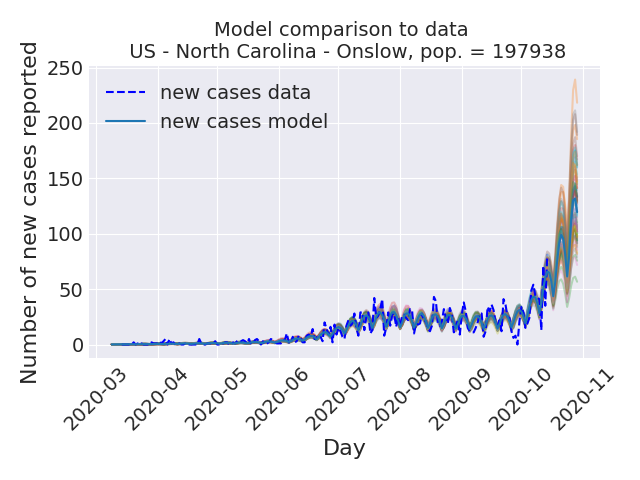 Model comparison to data
US - North Carolina - Onslow, pop. = 197938
Number of new cases reported
250
200
150
100
50
0
new cases data
new cases model
2020-03
2020-04
2020-05
2020-06
2020-07
2020-08
2020-09
2020-10
2020-11
Day